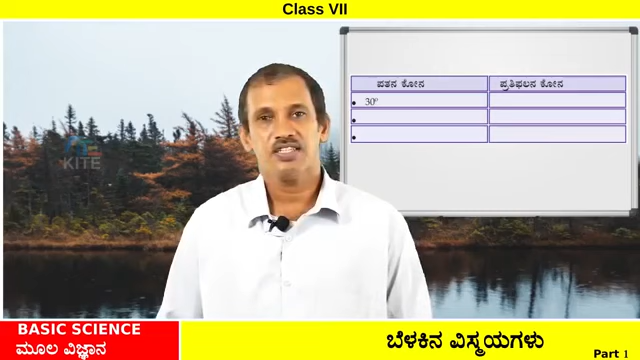 Class VII
ಪತನ ಕೋನ
ಪ್ರತಿಫಲನ ಕೋನ
30°
KITE
BASIC SCIENCE
ಮೂಲ ವಿಜ್ಞಾನ
ಬೆಳಕಿನ ವಿಸ್ಮಯಗಳು
Part 1